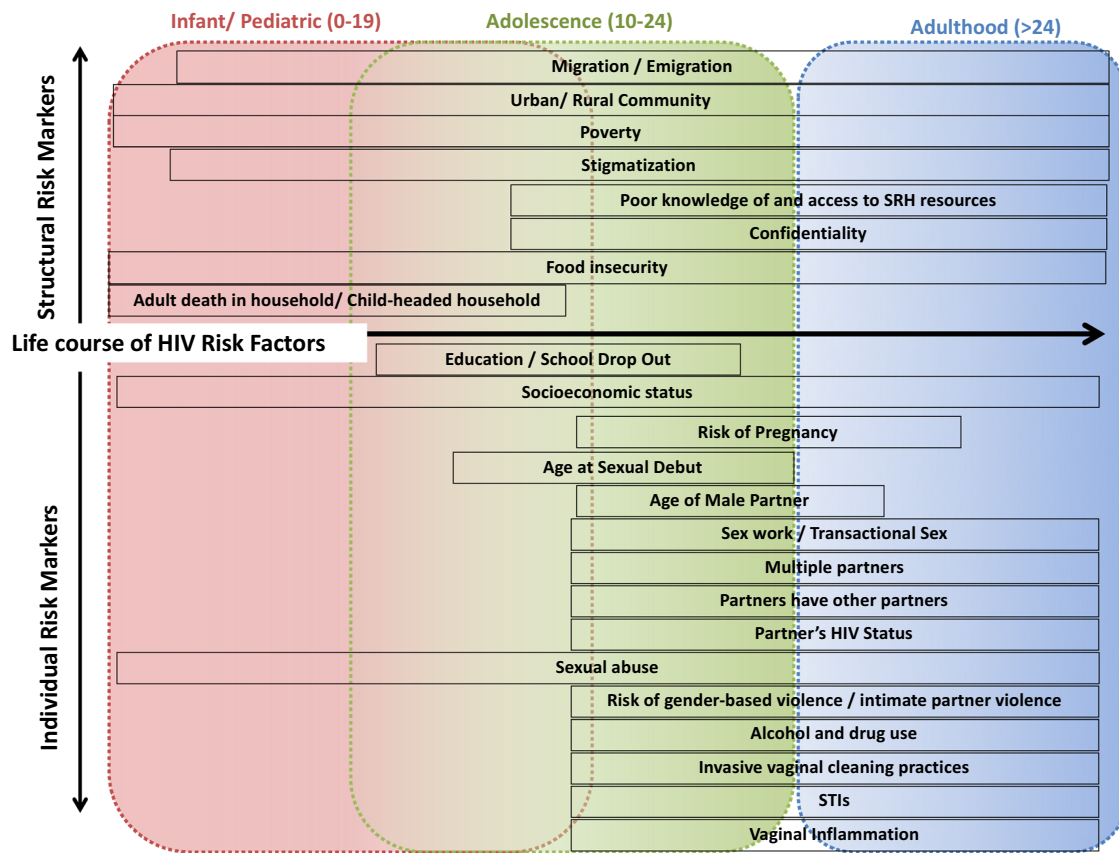 Infant/ Pediatric (0-19)
Adolescence (10-24)
Adulthood (>24)
Structural Risk Markers
Migration / Emigration
Urban/ Rural Community
Poverty
Stigmatization
Poor knowledge of and access to SRH resources
Confidentiality
Food insecurity
Adult death in household/ Child-headed household
Life course of HIV Risk Factors
Individual Risk Markers
Education / School Drop Out
Socioeconomic status
Risk of Pregnancy
Age at Sexual Debut
Age of Male Partner
Sex work / Transactional Sex
Multiple partners
Partners have other partners
Partner's HIV Status
Sexual abuse
Risk of gender-based violence / intimate partner violence
Alcohol and drug use
Invasive vaginal cleaning practices
STIs
Vaginal Inflammation